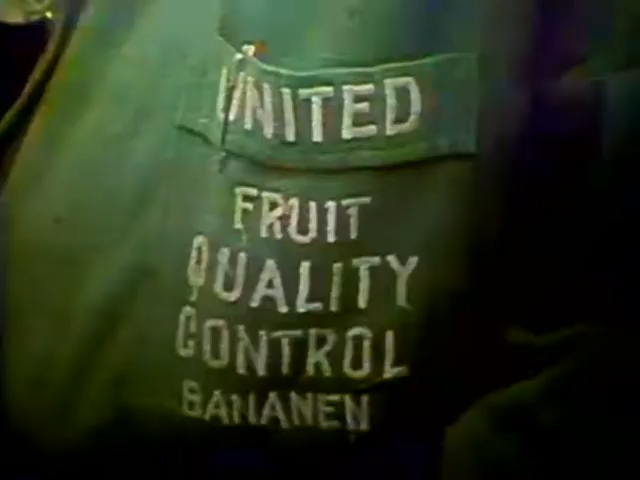 UNITED
FRUIT
QUALITY
CONTROL
BANANEN